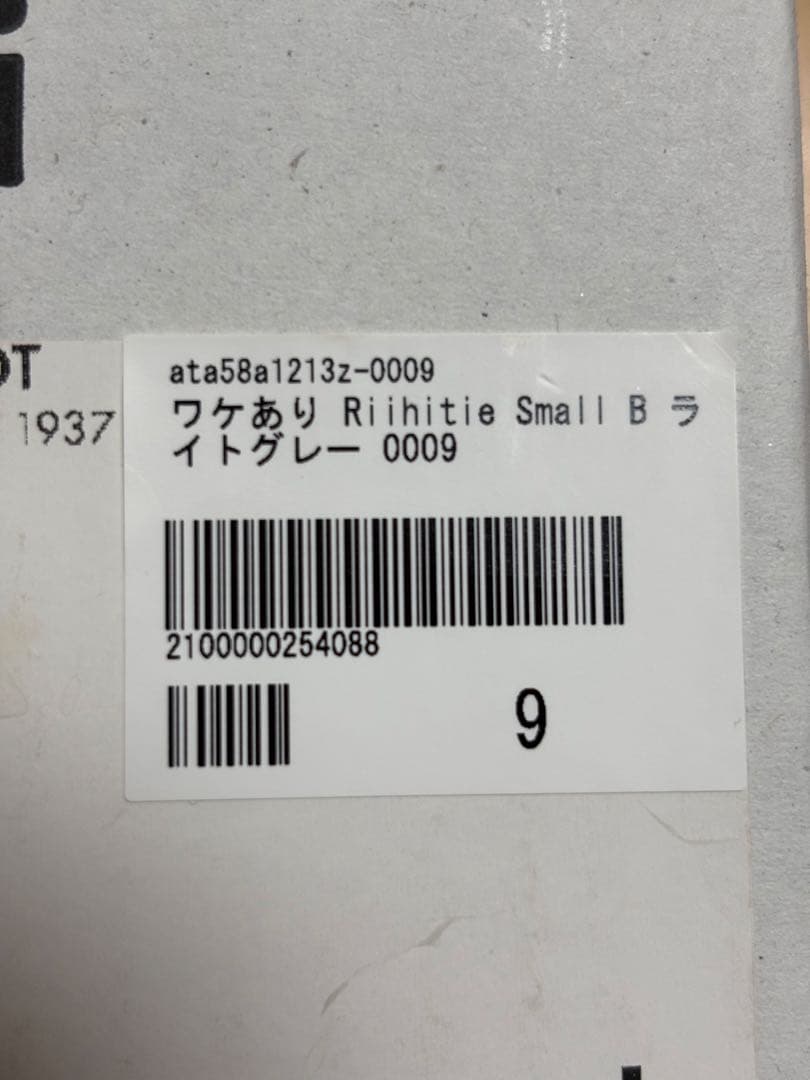 OT
1937
ata58a1213z-0009
ワケあり Riihitie Small B ラ
イトグレー 0009
2100000254088
9